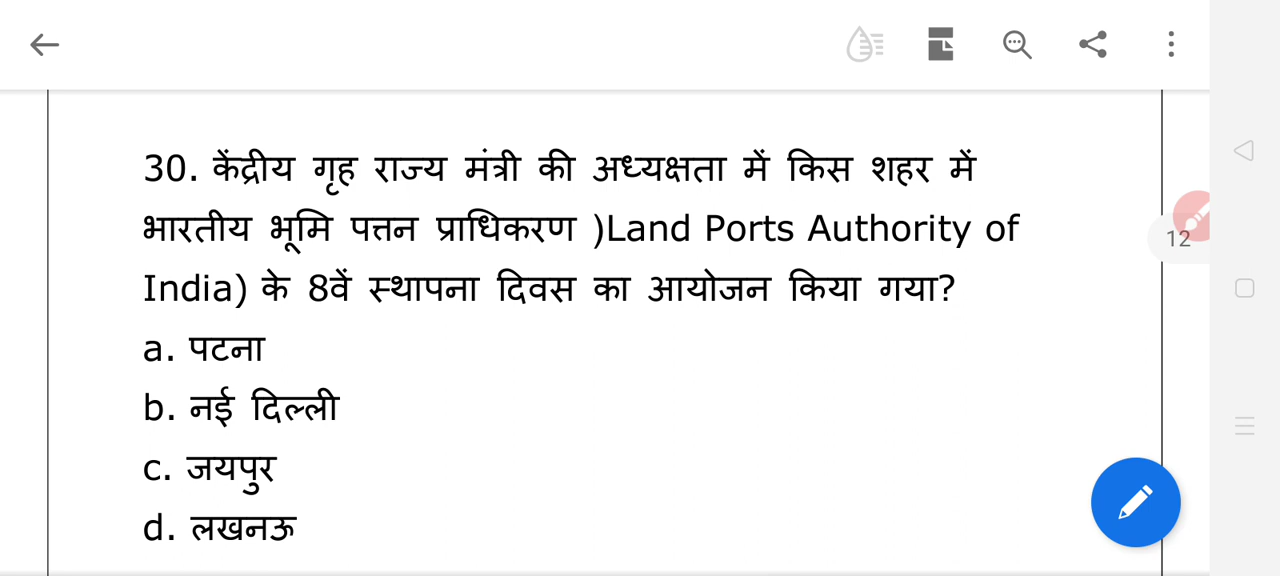 30. केंद्रीय गृह राज्य मंत्री की अध्यक्षता में किस शहर में
भारतीय भूमि पत्तन प्राधिकरण )Land Ports Authority of
India) के 8वें स्थापना दिवस का आयोजन किया गया?
12
a. पटना
b. नई दिल्ली
c. जयपुर
d. लखनऊ